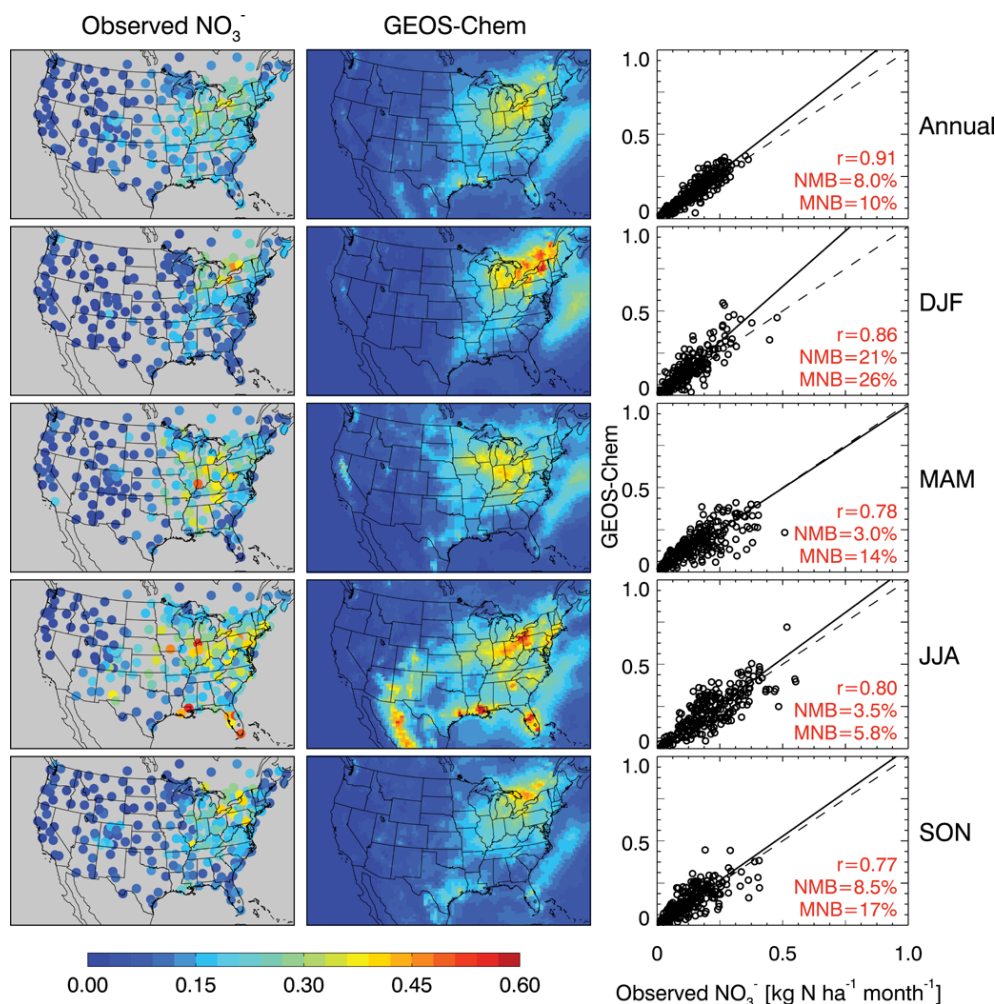 Observed NO₃⁻ GEOS-Chem
1.0
0.5
0
r=0.91
NMB=8.0%
MNB=10%
Annual
1.0
0.5
0
r=0.86
NMB=21%
MNB=26%
DJF
1.0
0.5
0
r=0.78
NMB=3.0%
MNB=14%
MAM
GEOS-Chem
1.0
0.5
0
r=0.80
NMB=3.5%
MNB=5.8%
JJA
1.0
0.5
0
r=0.77
NMB=8.5%
MNB=17%
SON
0 0.5 1.0
0.00 0.15 0.30 0.45 0.60
Observed NO₃⁻ [kg N ha⁻¹ month⁻¹]